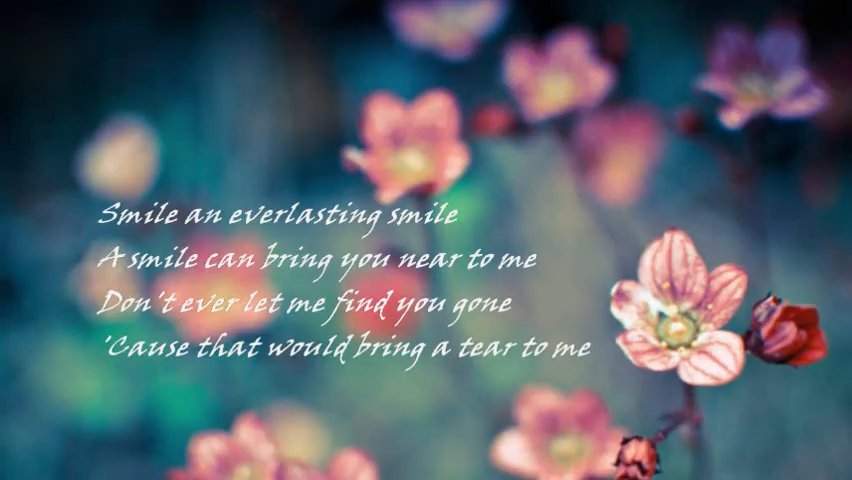 Smile an everlasting smile
A smile can bring you near to me
Don't ever let me find you gone
'Cause that would bring a tear to me